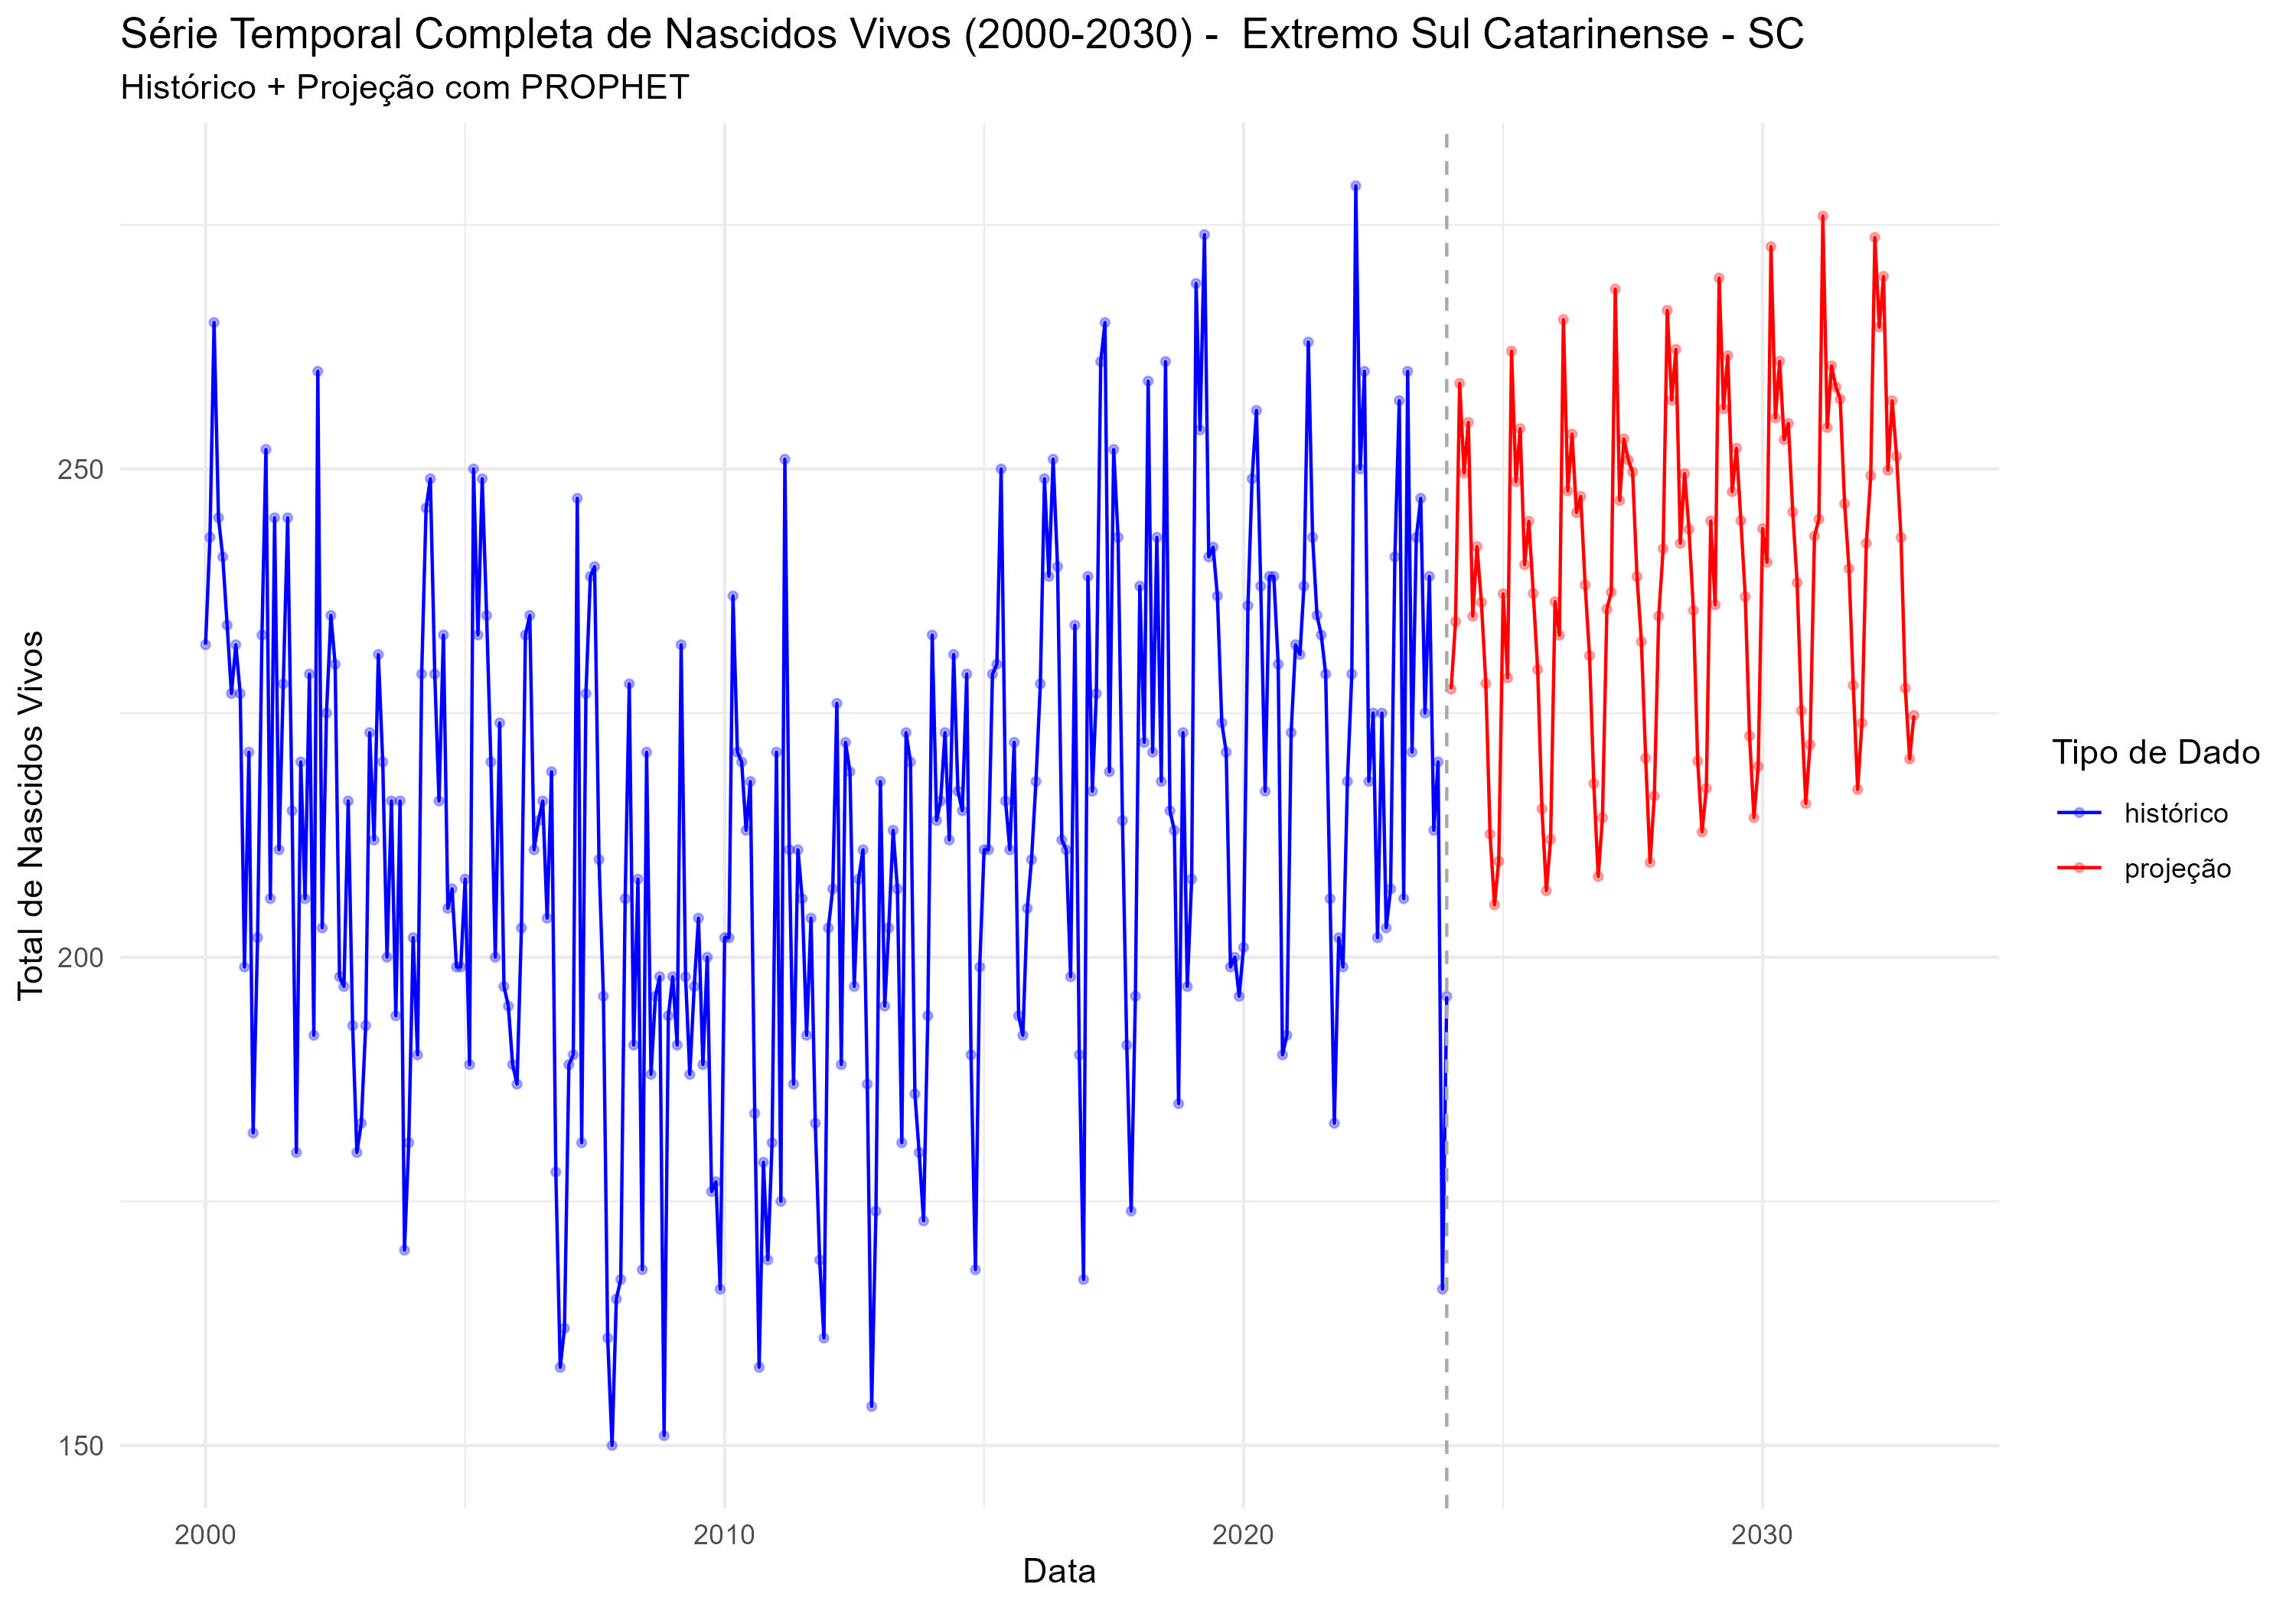 Série Temporal Completa de Nascidos Vivos (2000-2030) -  Extremo Sul Catarinense - SC
Histórico + Projeção com PROPHET
Total de Nascidos Vivos
250
200
150
2000
2010
2020
2030
Data
Tipo de Dado
histórico
projeção